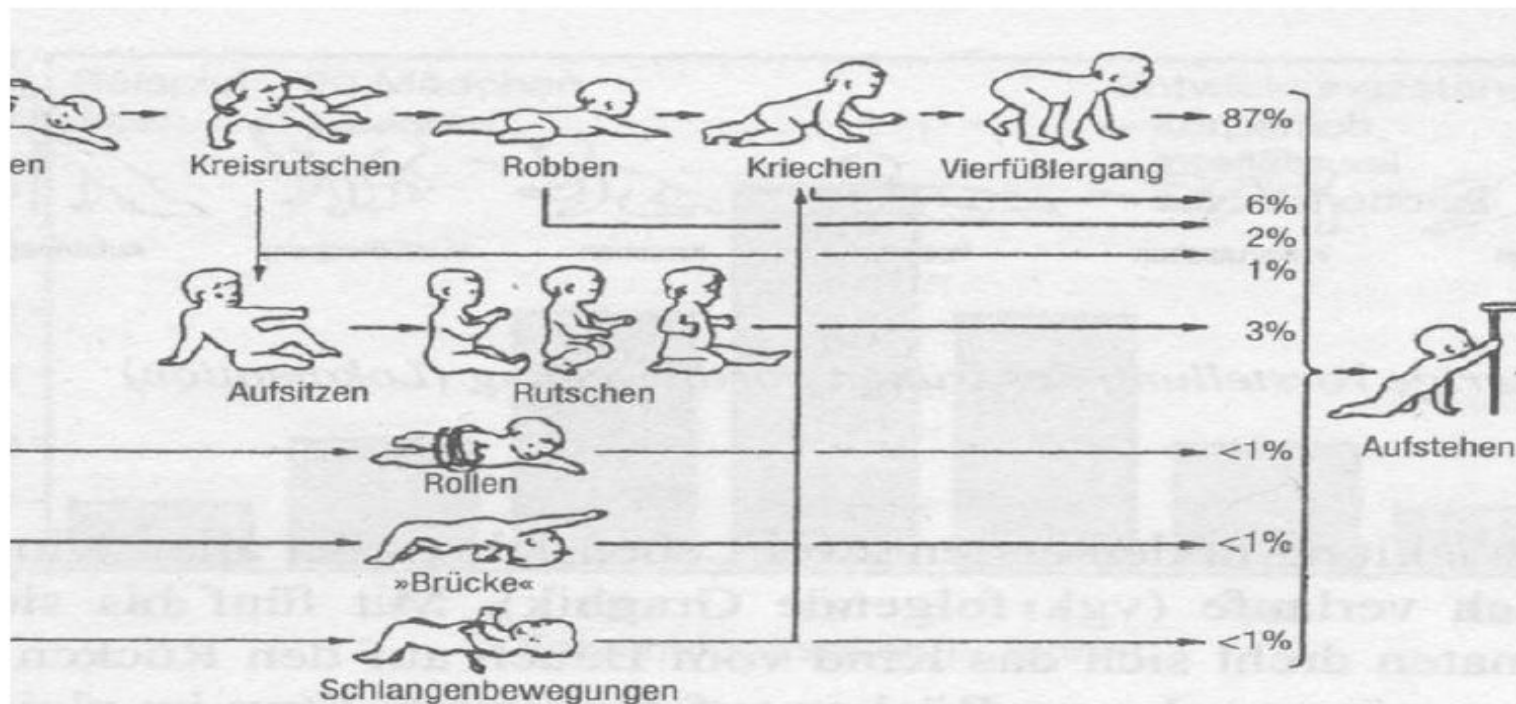 en
Kreisrutschen
Robben
Kriechen
Vierfüßlergang
87%
6%
2%
1%
3%
Aufsitzen
Rutschen
<1%
Aufstehen
Rollen
<1%
»Brücke«
<1%
Schlangenbewegungen